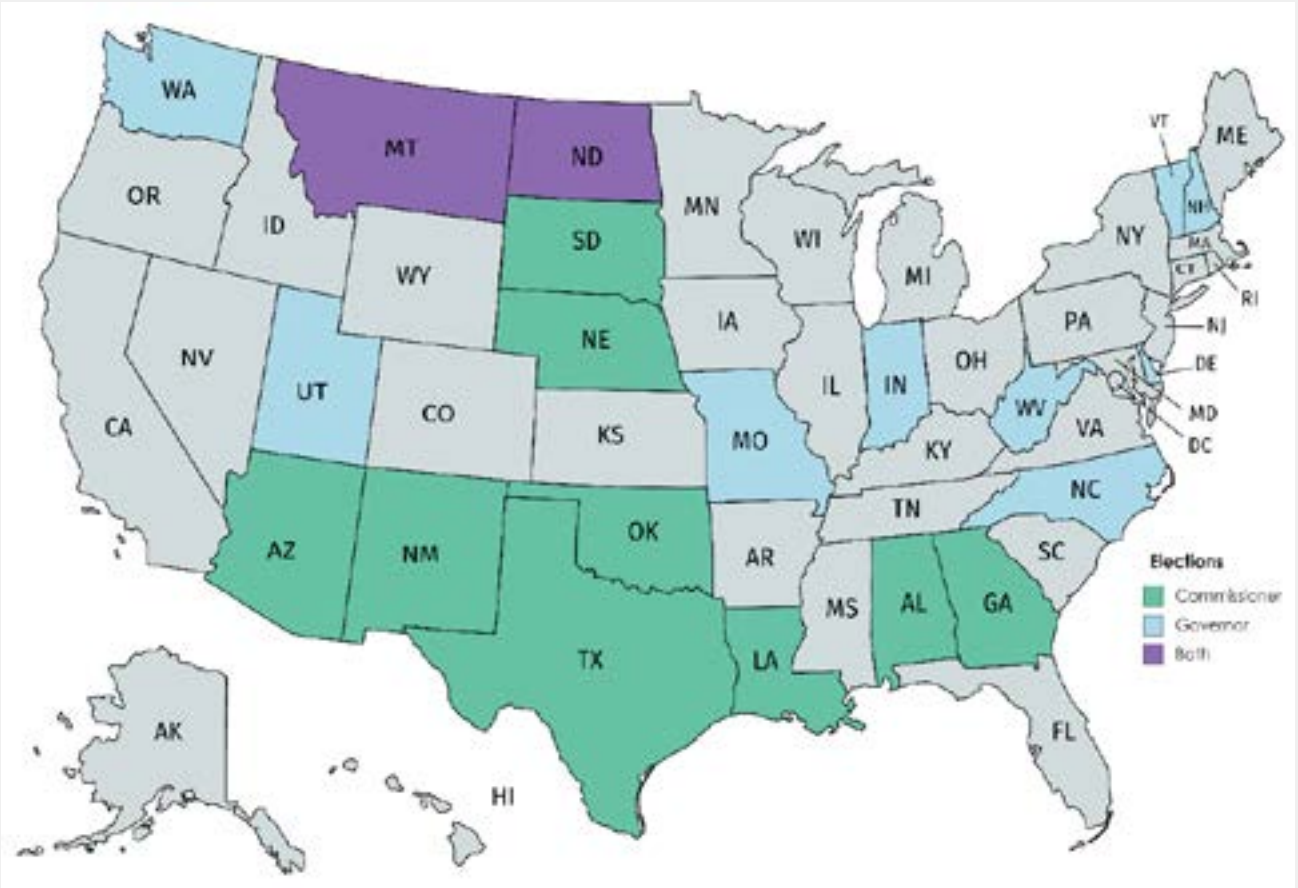 WA
MT
ND
VT
ME
OR
ID
MN
SD
WI
NH
NY
MA
WY
MI
CT
RI
IA
PA
NJ
NE
NV
OH
DE
UT
IL
IN
CO
WV
MD
CA
KS
MO
VA
DC
KY
NC
TN
OK
AZ
NM
AR
SC
Elections
Commissioner
MS
AL
GA
Governor
TX
LA
Both
AK
FL
HI